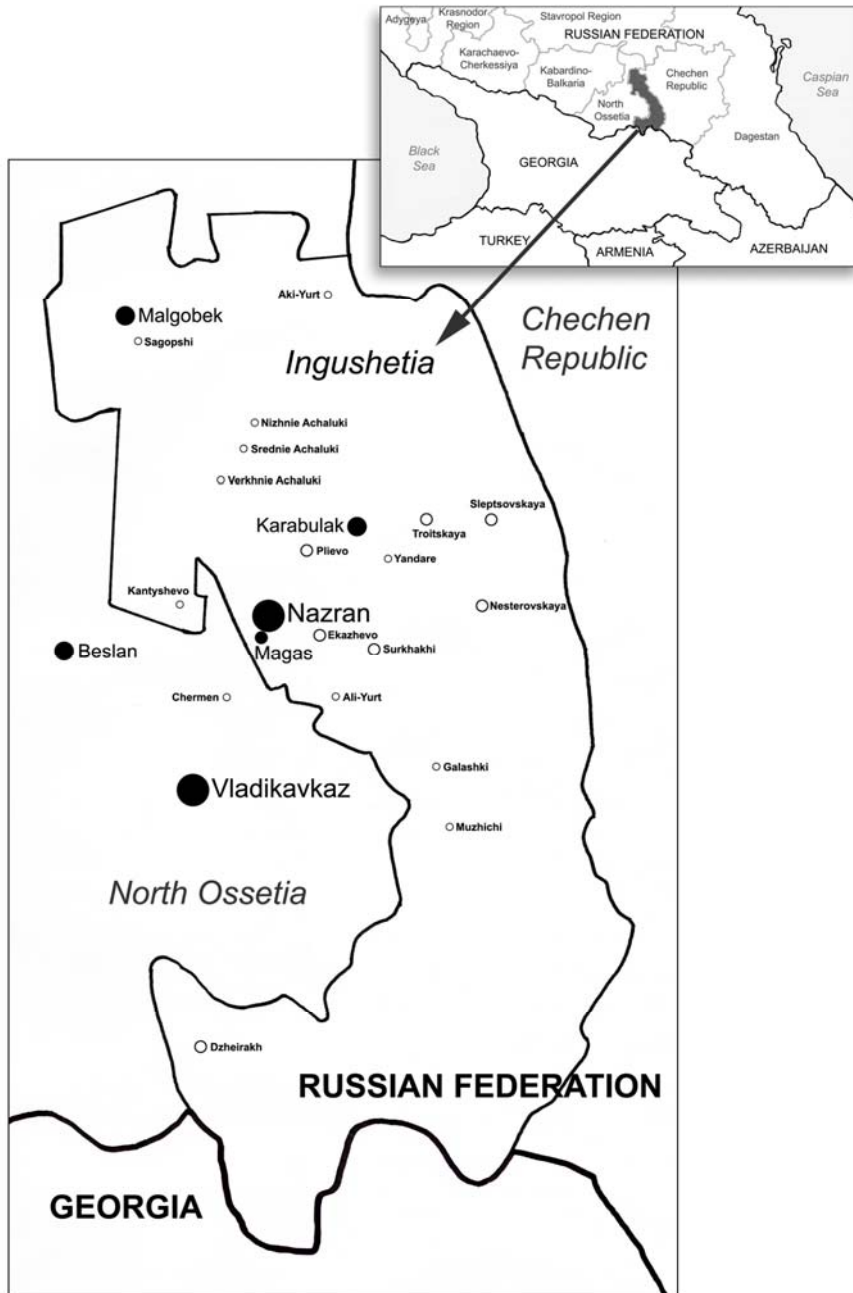 Adygeya
Krasnodor
Region
Stavropol Region
RUSSIAN FEDERATION
Karachaevo-
Cherkessiya
Kabardino-
Balkaria
Chechen
Republic
North
Ossetia
Caspian
Sea
Dagestan
Black
Sea
GEORGIA
TURKEY
ARMENIA
AZERBAIJAN
Aki-Yurt
Malgobek
Sagopshi
Chechen
Republic
Ingushetia
Nizhnie Achaluki
Srednie Achaluki
Verkhnie Achaluki
Sleptsovskaya
Karabulak
Troitskaya
Plievo
Yandare
Kantyshevo
Nazran
Nesterovskaya
Ekazhevo
Magas
Surkhakhi
Beslan
Chermen
Ali-Yurt
Galashki
Vladikavkaz
Muzhichi
North Ossetia
Dzheirakh
RUSSIAN FEDERATION
GEORGIA